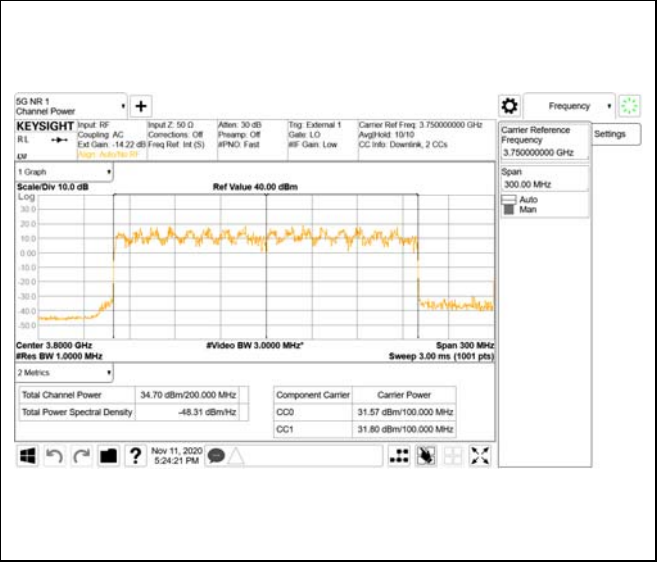 5G NR 1
Channel Power
Frequency
KEYSIGHT
RL
Input: RF
Coupling: AC
Ext Gain: -14.22 dB
Align: Auto/No RF
Input Z: 50 Ω
Corrections: Off
Freq Ref: Int (S)
Atten: 30 dB
Preamp: Off
#PNO: Fast
Trig: External 1
Gate: LO
#IF Gain: Low
Carrier Ref Freq: 3.750000000 GHz
Avg|Hold: 10/10
CC Info: Downlink, 2 CCs
Carrier Reference
Frequency
3.750000000 GHz
Settings
Span
300.00 MHz
Auto
Man
1 Graph
Scale/Div 10.0 dB
Ref Value 40.00 dBm
Log
30.0
20.0
10.0
0.00
-10.0
-20.0
-30.0
-40.0
-50.0
Center 3.8000 GHz
#Video BW 3.0000 MHz*
Span 300 MHz
#Res BW 1.0000 MHz
Sweep 3.00 ms (1001 pts)
2 Metrics
Total Channel Power
34.70 dBm/200.000 MHz
Total Power Spectral Density
-48.31 dBm/Hz
Component Carrier
Carrier Power
CC0
31.57 dBm/100.000 MHz
CC1
31.80 dBm/100.000 MHz
?
Nov 11, 2020
5:24:21 PM